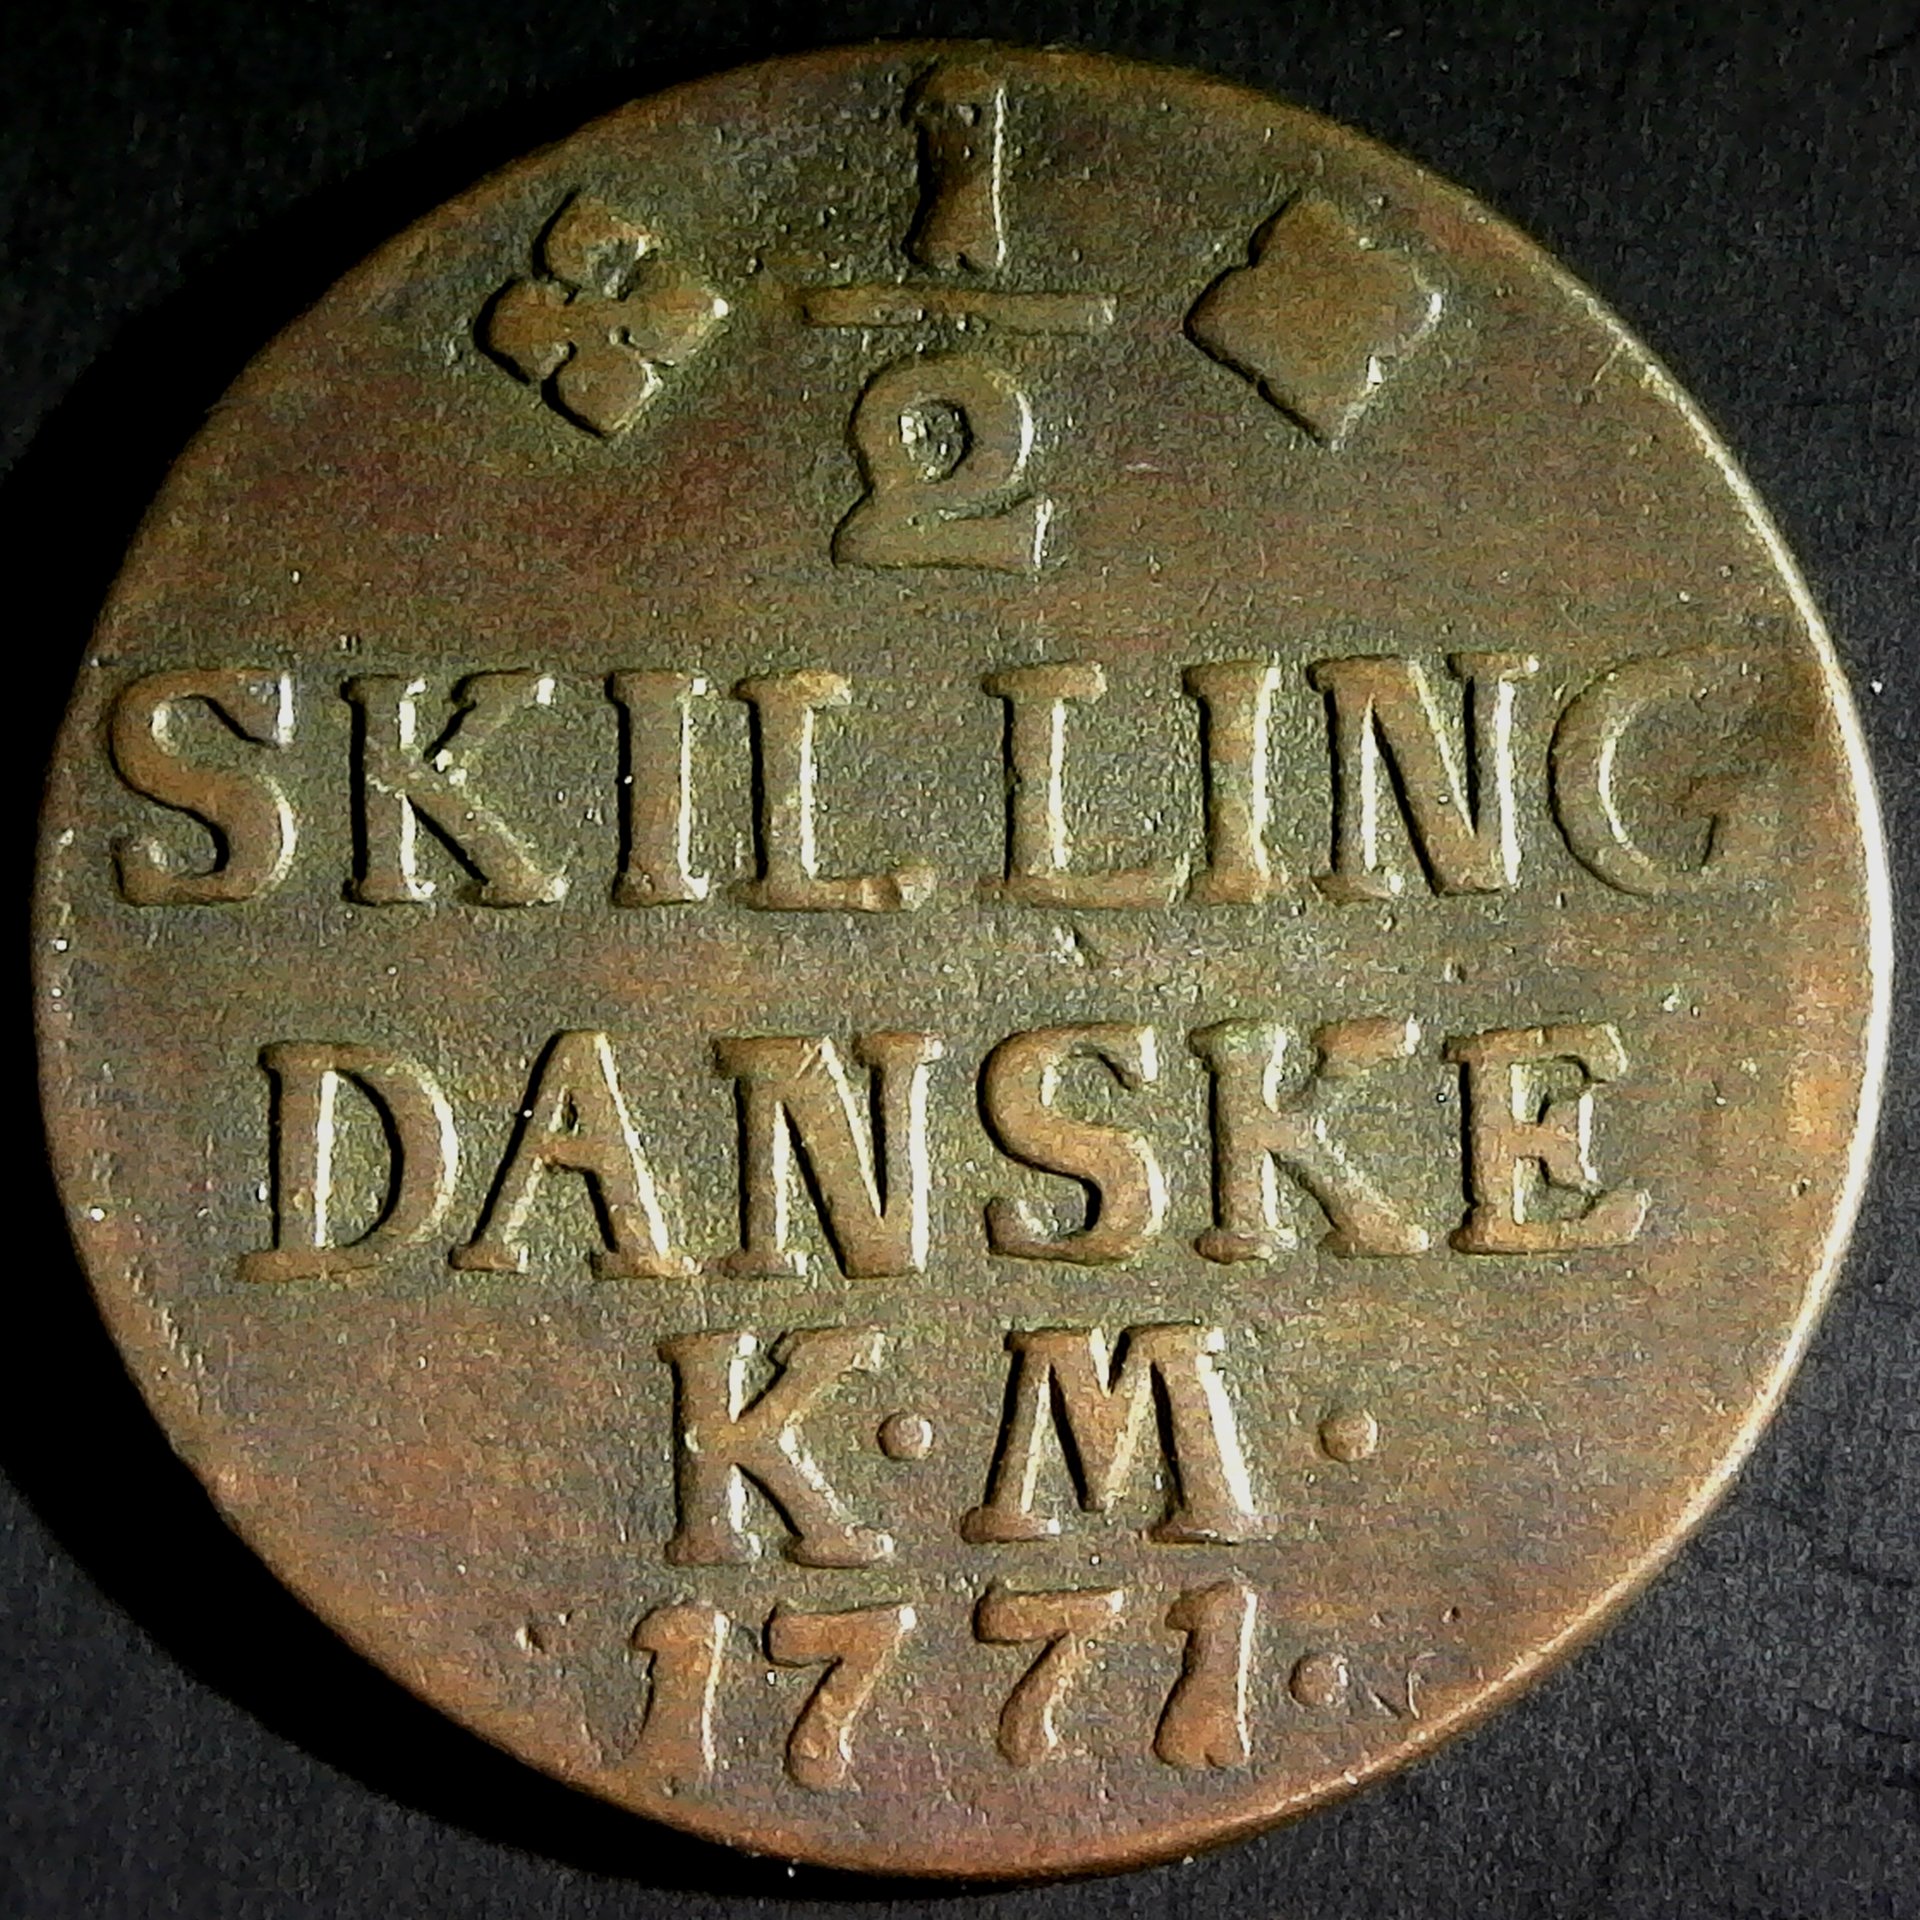 1
2
SKILLING
DANSKE
K·M·
1771·